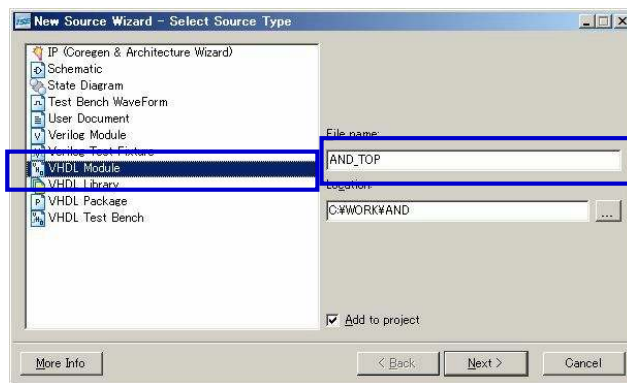 New Source Wizard - Select Source Type
IP (Coregen & Architecture Wizard)
Schematic
State Diagram
Test Bench WaveForm
User Document
Verilog Module
Verilog Test Fixture
VHDL Module
VHDL Library
VHDL Package
VHDL Test Bench
File name:
AND_TOP
Location:
C:¥WORK¥AND
...
Add to project
More Info
< Back
Next >
Cancel